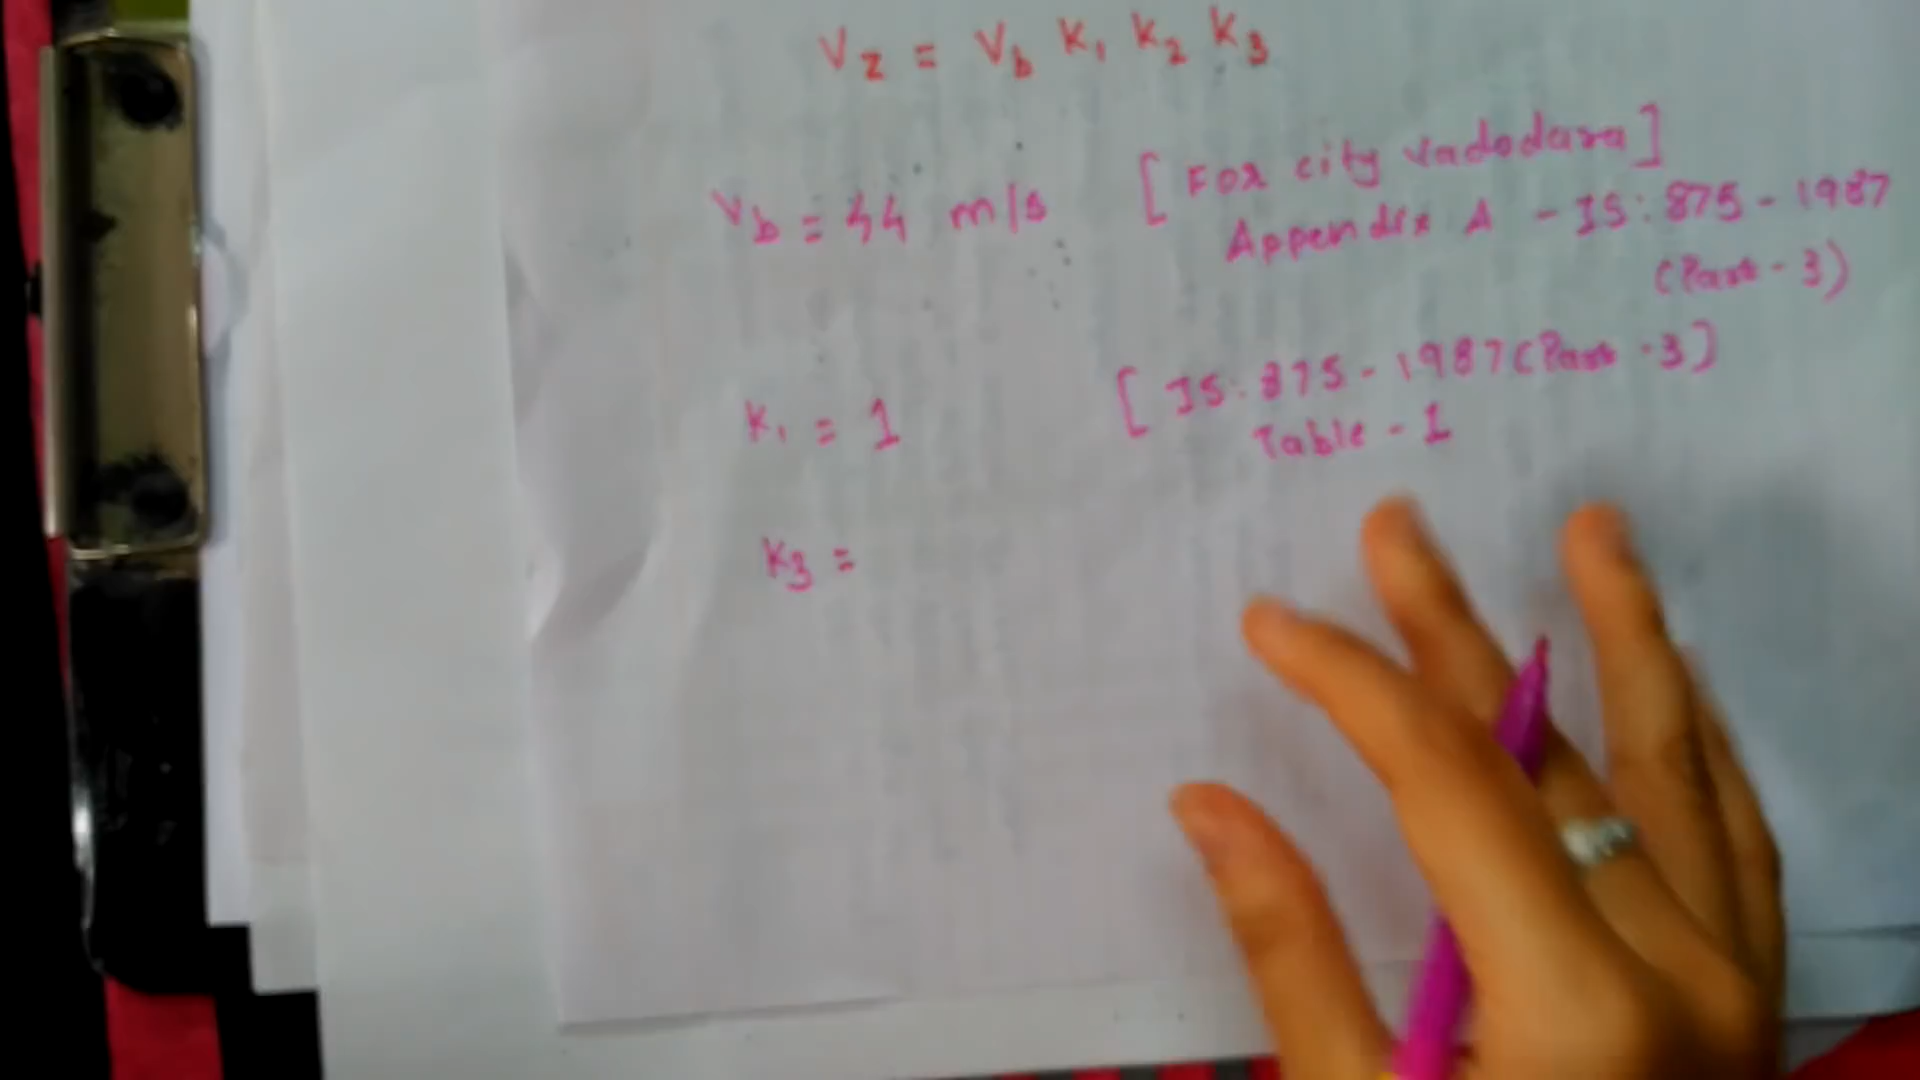 Vz = Vb K1 K2 K3
Vb = 44 m/s [For city vadodara]
Appendix A - IS: 875 - 1987
(Part - 3)
K1 = 1 [IS: 875 - 1987 (Part - 3]
Table - 1
K3 =